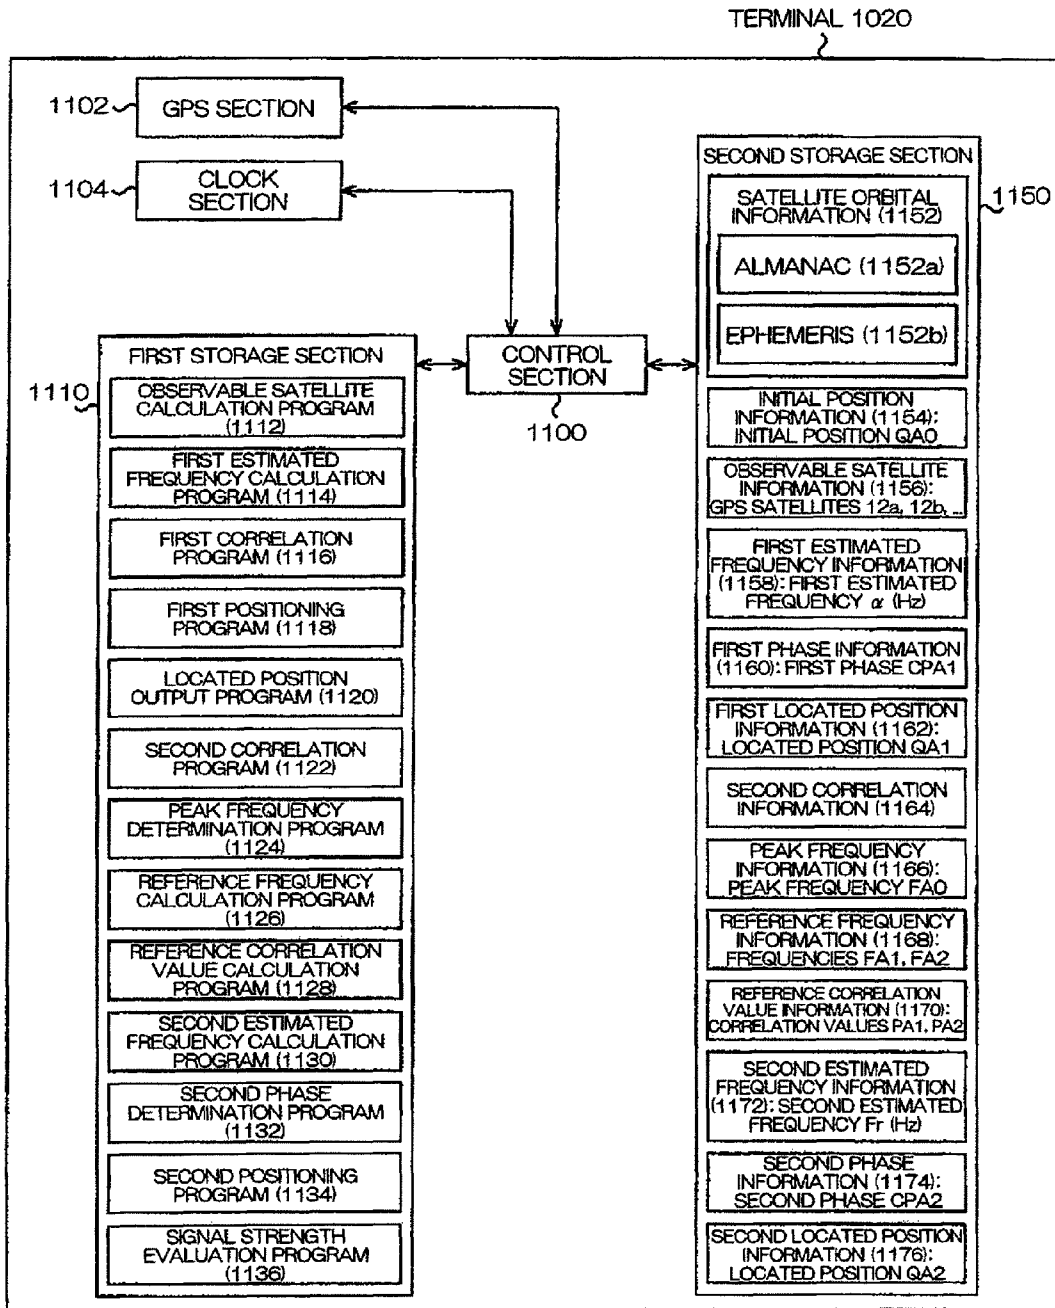 TERMINAL 1020
1102
GPS SECTION
1104
CLOCK
SECTION
CONTROL
SECTION
1100
FIRST STORAGE SECTION
1110
OBSERVABLE SATELLITE
CALCULATION PROGRAM
(1112)
FIRST ESTIMATED
FREQUENCY CALCULATION
PROGRAM (1114)
FIRST CORRELATION
PROGRAM (1116)
FIRST POSITIONING
PROGRAM (1118)
LOCATED POSITION
OUTPUT PROGRAM (1120)
SECOND CORRELATION
PROGRAM (1122)
PEAK FREQUENCY
DETERMINATION PROGRAM
(1124)
REFERENCE FREQUENCY
CALCULATION PROGRAM
(1126)
REFERENCE CORRELATION
VALUE CALCULATION
PROGRAM (1128)
SECOND ESTIMATED
FREQUENCY CALCULATION
PROGRAM (1130)
SECOND PHASE
DETERMINATION PROGRAM
(1132)
SECOND POSITIONING
PROGRAM (1134)
SIGNAL STRENGTH
EVALUATION PROGRAM
(1136)
SECOND STORAGE SECTION
1150
SATELLITE ORBITAL
INFORMATION (1152)
ALMANAC (1152a)
EPHEMERIS (1152b)
INITIAL POSITION
INFORMATION (1154):
INITIAL POSITION QA0
OBSERVABLE SATELLITE
INFORMATION (1156):
GPS SATELLITES 12a, 12b, ...
FIRST ESTIMATED
FREQUENCY INFORMATION
(1158): FIRST ESTIMATED
FREQUENCY α (Hz)
FIRST PHASE INFORMATION
(1160): FIRST PHASE CPA1
FIRST LOCATED POSITION
INFORMATION (1162):
LOCATED POSITION QA1
SECOND CORRELATION
INFORMATION (1164)
PEAK FREQUENCY
INFORMATION (1166):
PEAK FREQUENCY FA0
REFERENCE FREQUENCY
INFORMATION (1168):
FREQUENCIES FA1, FA2
REFERENCE CORRELATION
VALUE INFORMATION (1170):
CORRELATION VALUES PA1, PA2
SECOND ESTIMATED
FREQUENCY INFORMATION
(1172): SECOND ESTIMATED
FREQUENCY Fr (Hz)
SECOND PHASE
INFORMATION (1174):
SECOND PHASE CPA2
SECOND LOCATED POSITION
INFORMATION (1176):
LOCATED POSITION QA2